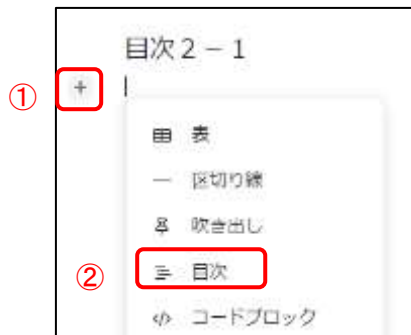 目次2-1
① +
表
区切り線
吹き出し
② 目次
</> コードブロック